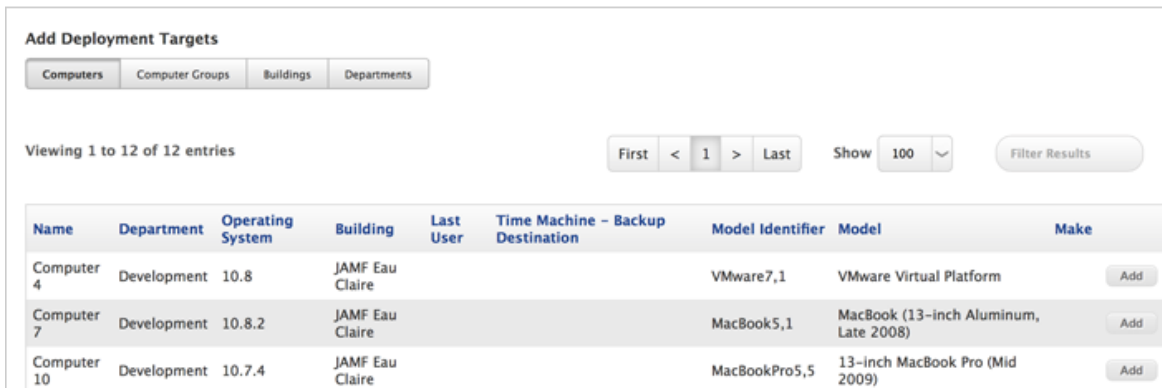 Add Deployment Targets
Computers Computer Groups Buildings Departments
Viewing 1 to 12 of 12 entries First < 1 > Last Show 100 Filter Results
Name Department Operating System Building Last User Time Machine – Backup Destination Model Identifier Model Make
Computer 4 Development 10.8 JAMF Eau Claire VMware7,1 VMware Virtual Platform Add
Computer 7 Development 10.8.2 JAMF Eau Claire MacBook5,1 MacBook (13-inch Aluminum, Late 2008) Add
Computer 10 Development 10.7.4 JAMF Eau Claire MacBookPro5,5 13-inch MacBook Pro (Mid 2009) Add